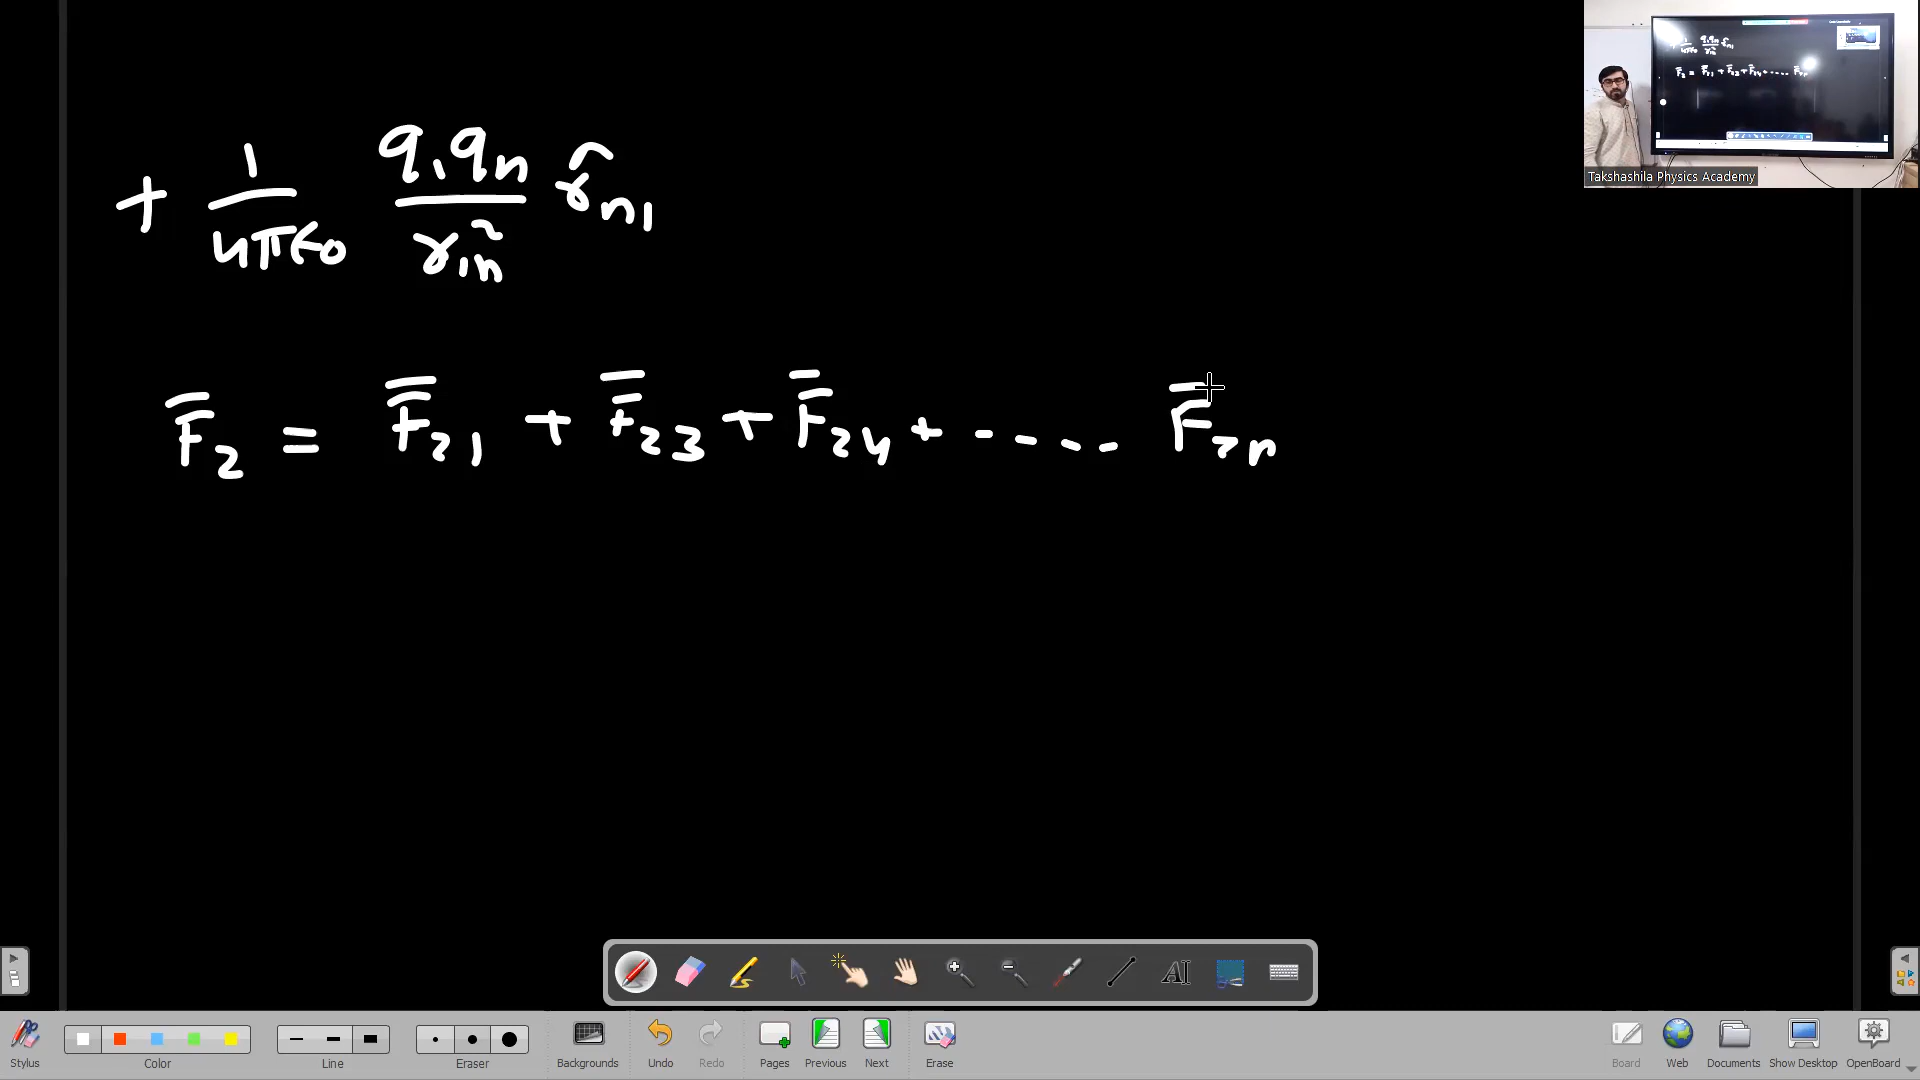 Takshashila Physics Academy
+ 1/4πϵ₀ q₁qₙ/r₁ₙ² r̂ₙ₁
F̅₂ = F̅₂₁ + F̅₂₃ + F̅₂₄ + ---- F̅₂ₙ
Stylus Color Line Eraser Backgrounds Undo Redo Pages Previous Next Erase Board Web Documents Show Desktop OpenBoard